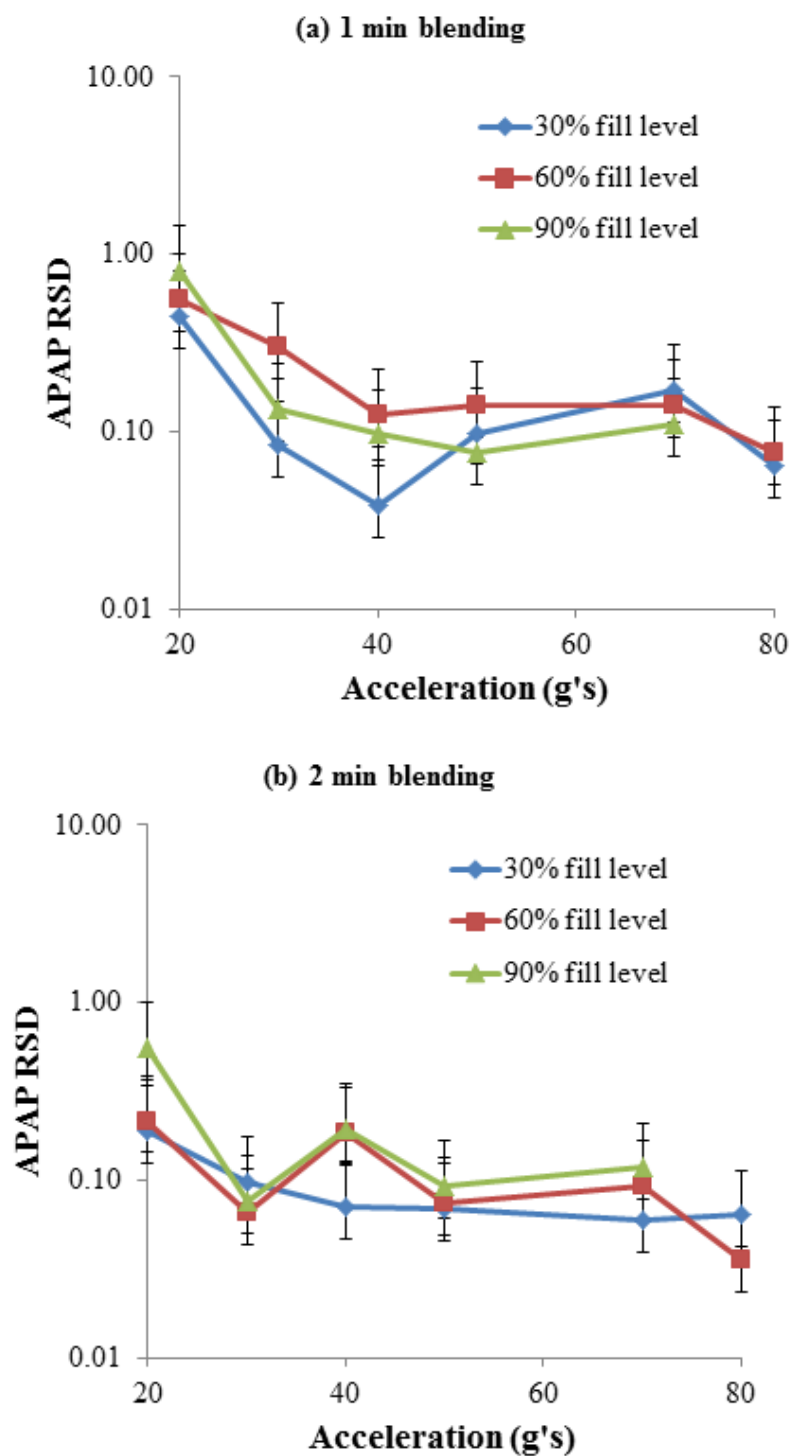 (a) 1 min blending
10.00
1.00
0.10
0.01
APAP RSD
30% fill level
60% fill level
90% fill level
20
40
60
80
Acceleration (g's)
(b) 2 min blending
10.00
1.00
0.10
0.01
APAP RSD
30% fill level
60% fill level
90% fill level
20
40
60
80
Acceleration (g's)